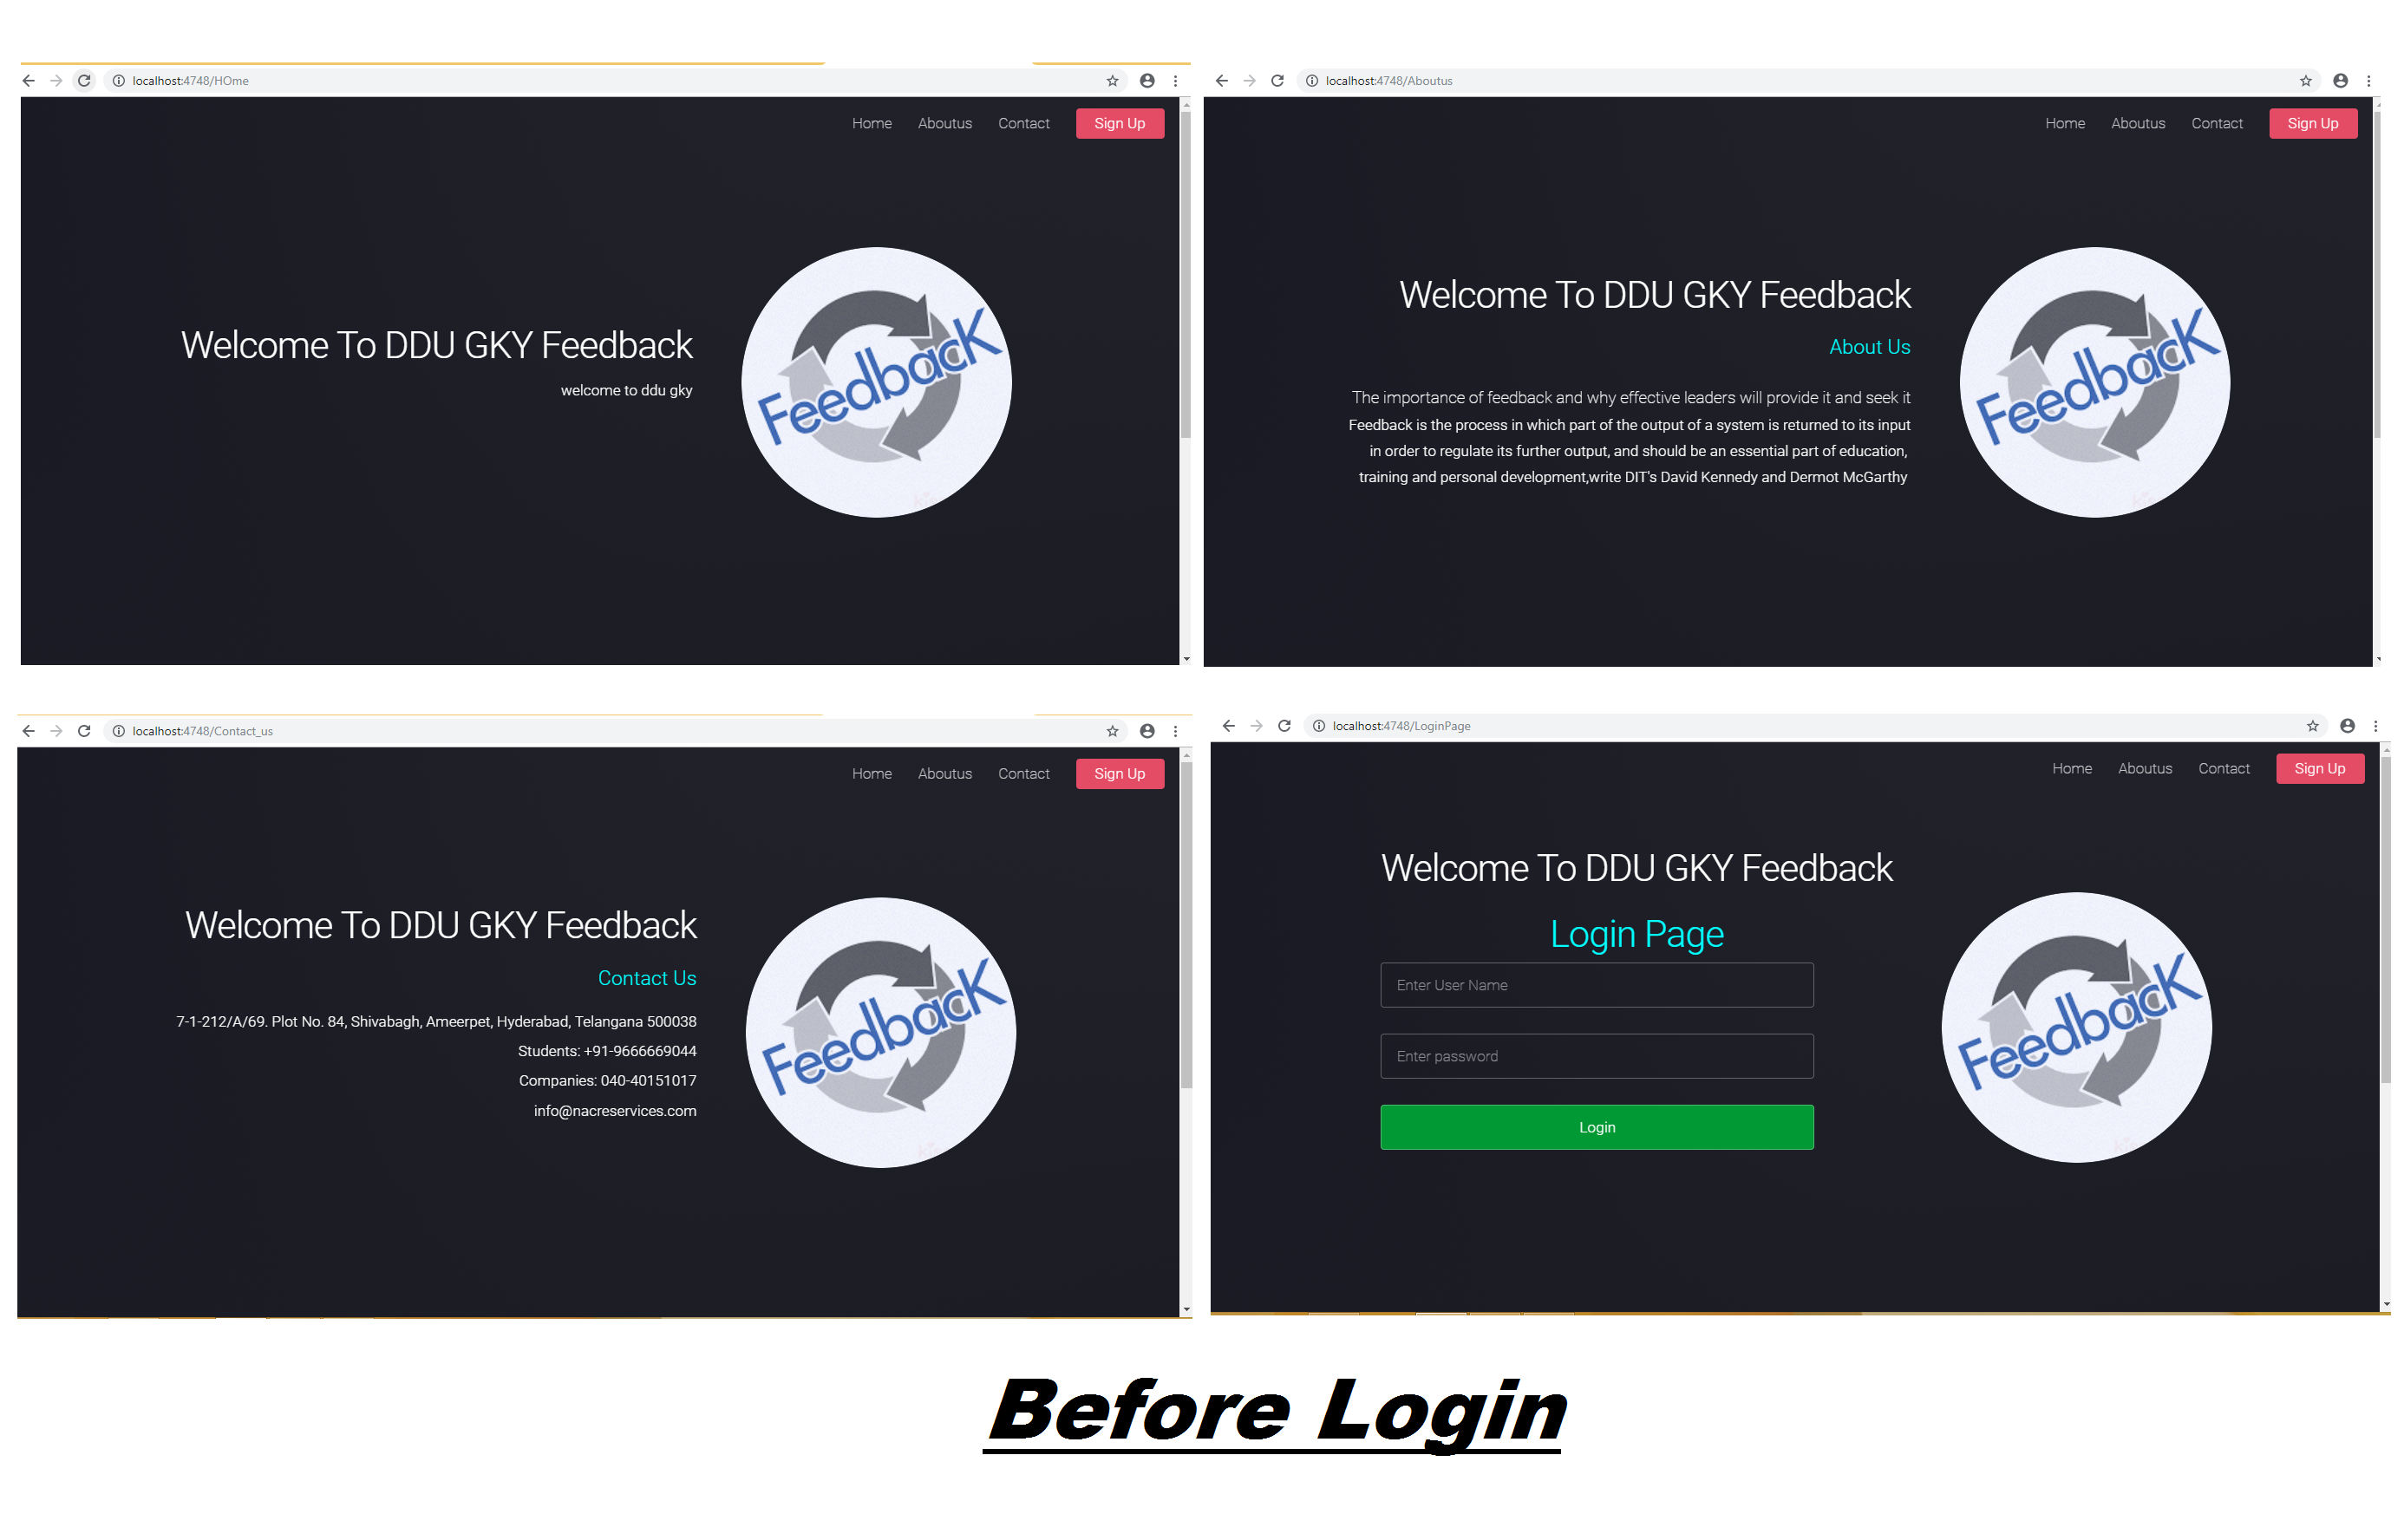 localhost:4748/HOme
Home Aboutus Contact Sign Up
Welcome To DDU GKY Feedback
welcome to ddu gky
FeedbacK
localhost:4748/Aboutus
Home Aboutus Contact Sign Up
Welcome To DDU GKY Feedback
About Us
The importance of feedback and why effective leaders will provide it and seek it
Feedback is the process in which part of the output of a system is returned to its input
in order to regulate its further output, and should be an essential part of education,
training and personal development,write DIT's David Kennedy and Dermot McGarthy
FeedbacK
localhost:4748/Contact_us
Home Aboutus Contact Sign Up
Welcome To DDU GKY Feedback
Contact Us
7-1-212/A/69. Plot No. 84, Shivabagh, Ameerpet, Hyderabad, Telangana 500038
Students: +91-9666669044
Companies: 040-40151017
info@nacreservices.com
FeedbacK
localhost:4748/LoginPage
Home Aboutus Contact Sign Up
Welcome To DDU GKY Feedback
Login Page
Enter User Name
Enter password
Login
FeedbacK
Before Login